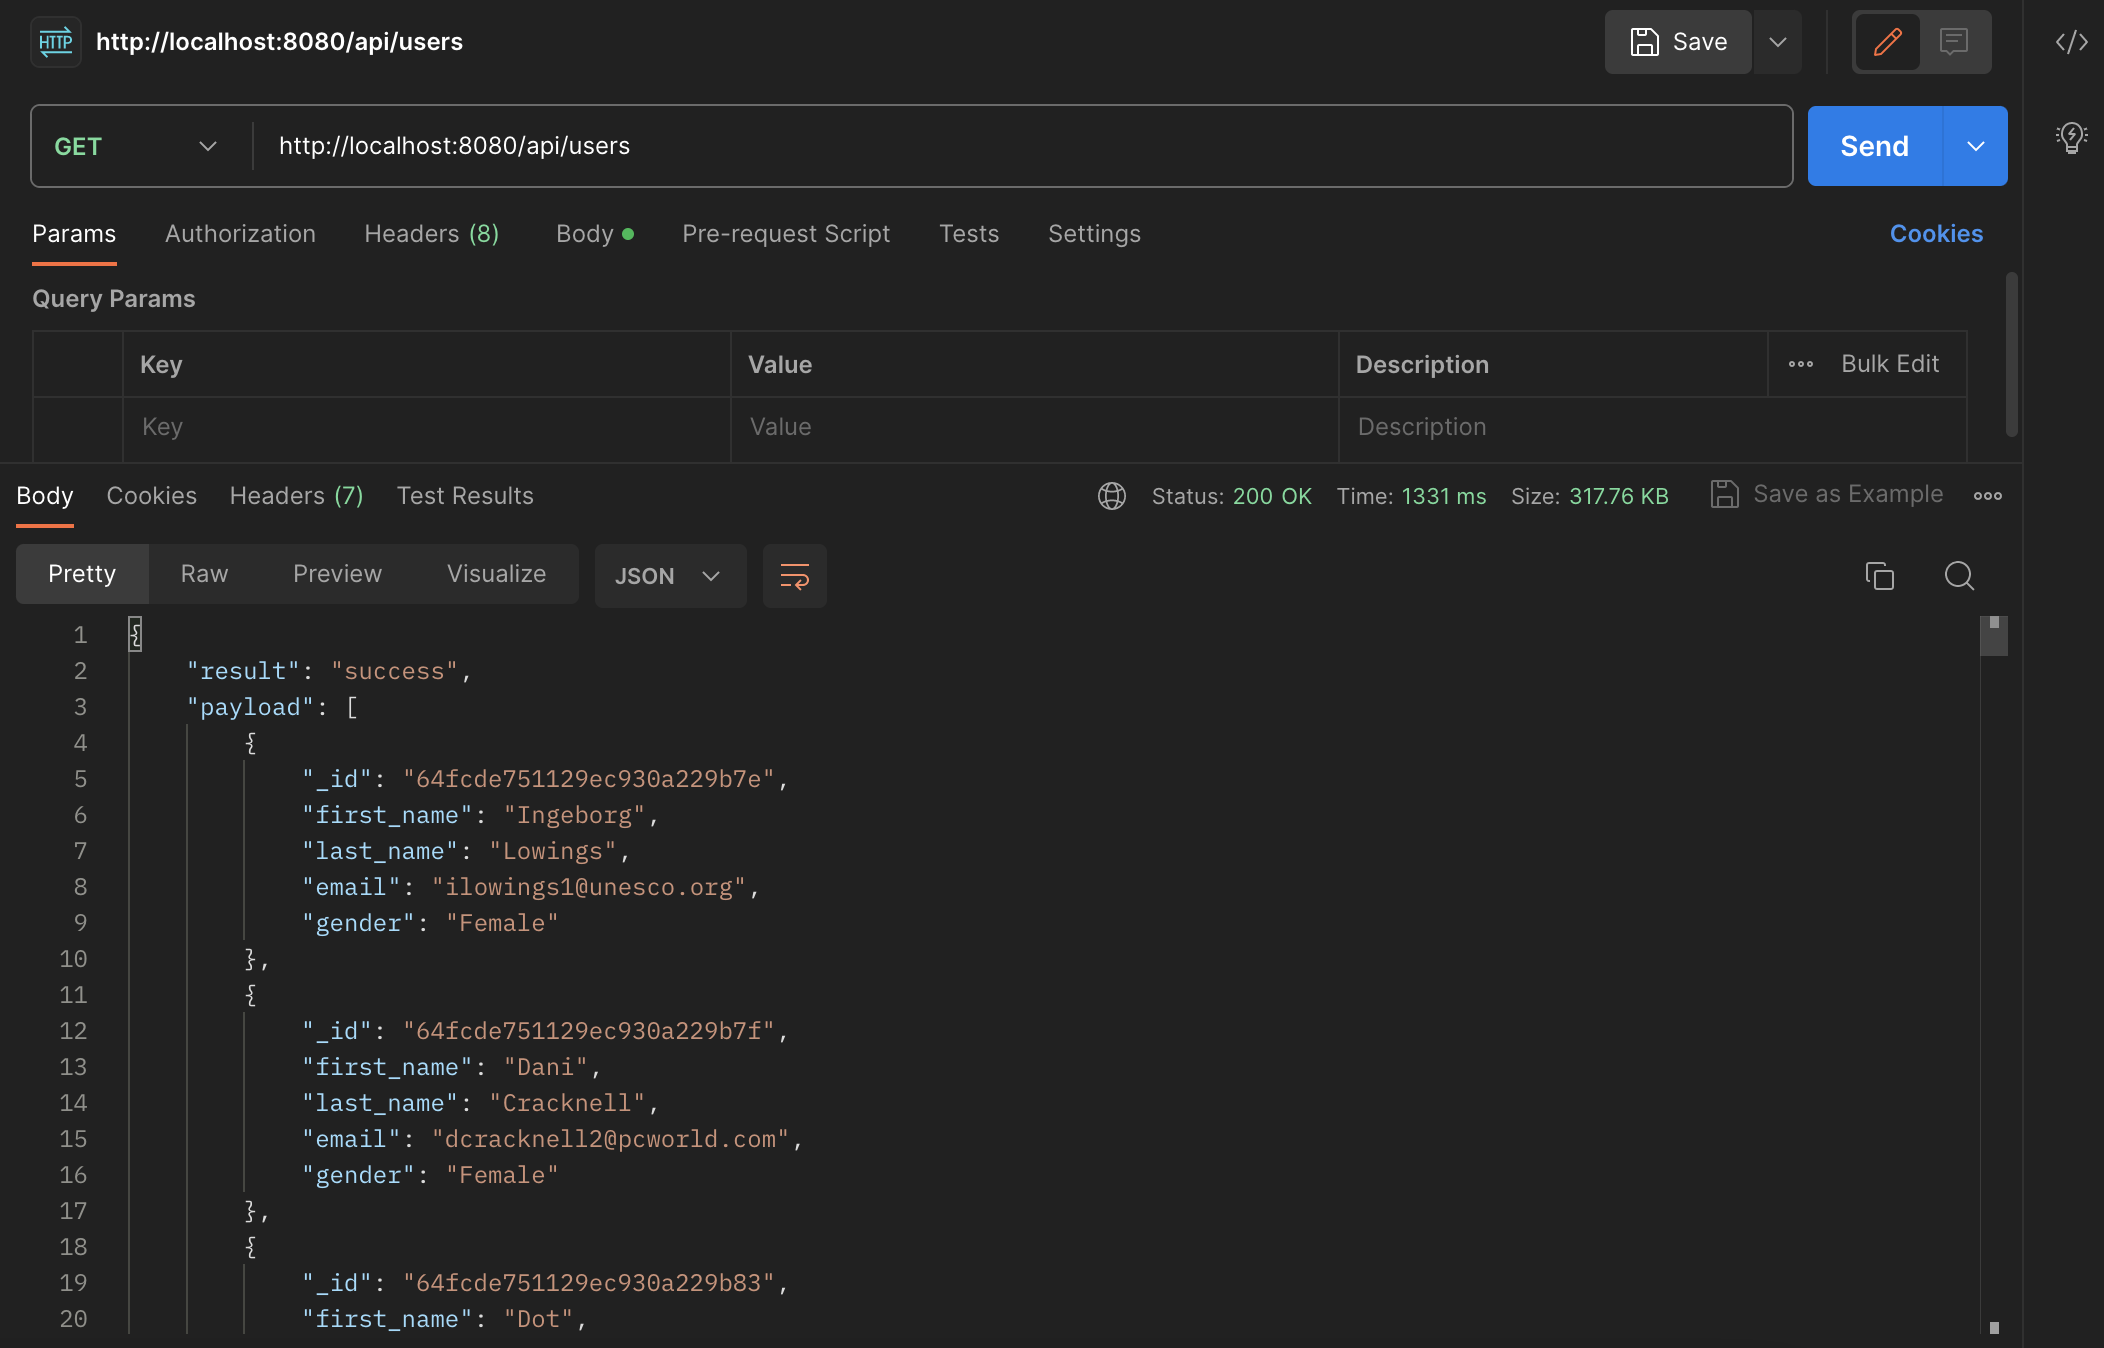 HTTP http://localhost:8080/api/users Save
GET http://localhost:8080/api/users Send
Params Authorization Headers (8) Body Pre-request Script Tests Settings Cookies
Query Params
Key Value Description Bulk Edit
Key Value Description
Body Cookies Headers (7) Test Results Status: 200 OK Time: 1331 ms Size: 317.76 KB Save as Example
Pretty Raw Preview Visualize JSON
1 {
2 "result": "success",
3 "payload": [
4 {
5 "_id": "64fcde751129ec930a229b7e",
6 "first_name": "Ingeborg",
7 "last_name": "Lowings",
8 "email": "ilowings1@unesco.org",
9 "gender": "Female"
10 },
11 {
12 "_id": "64fcde751129ec930a229b7f",
13 "first_name": "Dani",
14 "last_name": "Cracknell",
15 "email": "dcracknell2@pcworld.com",
16 "gender": "Female"
17 },
18 {
19 "_id": "64fcde751129ec930a229b83",
20 "first_name": "Dot",